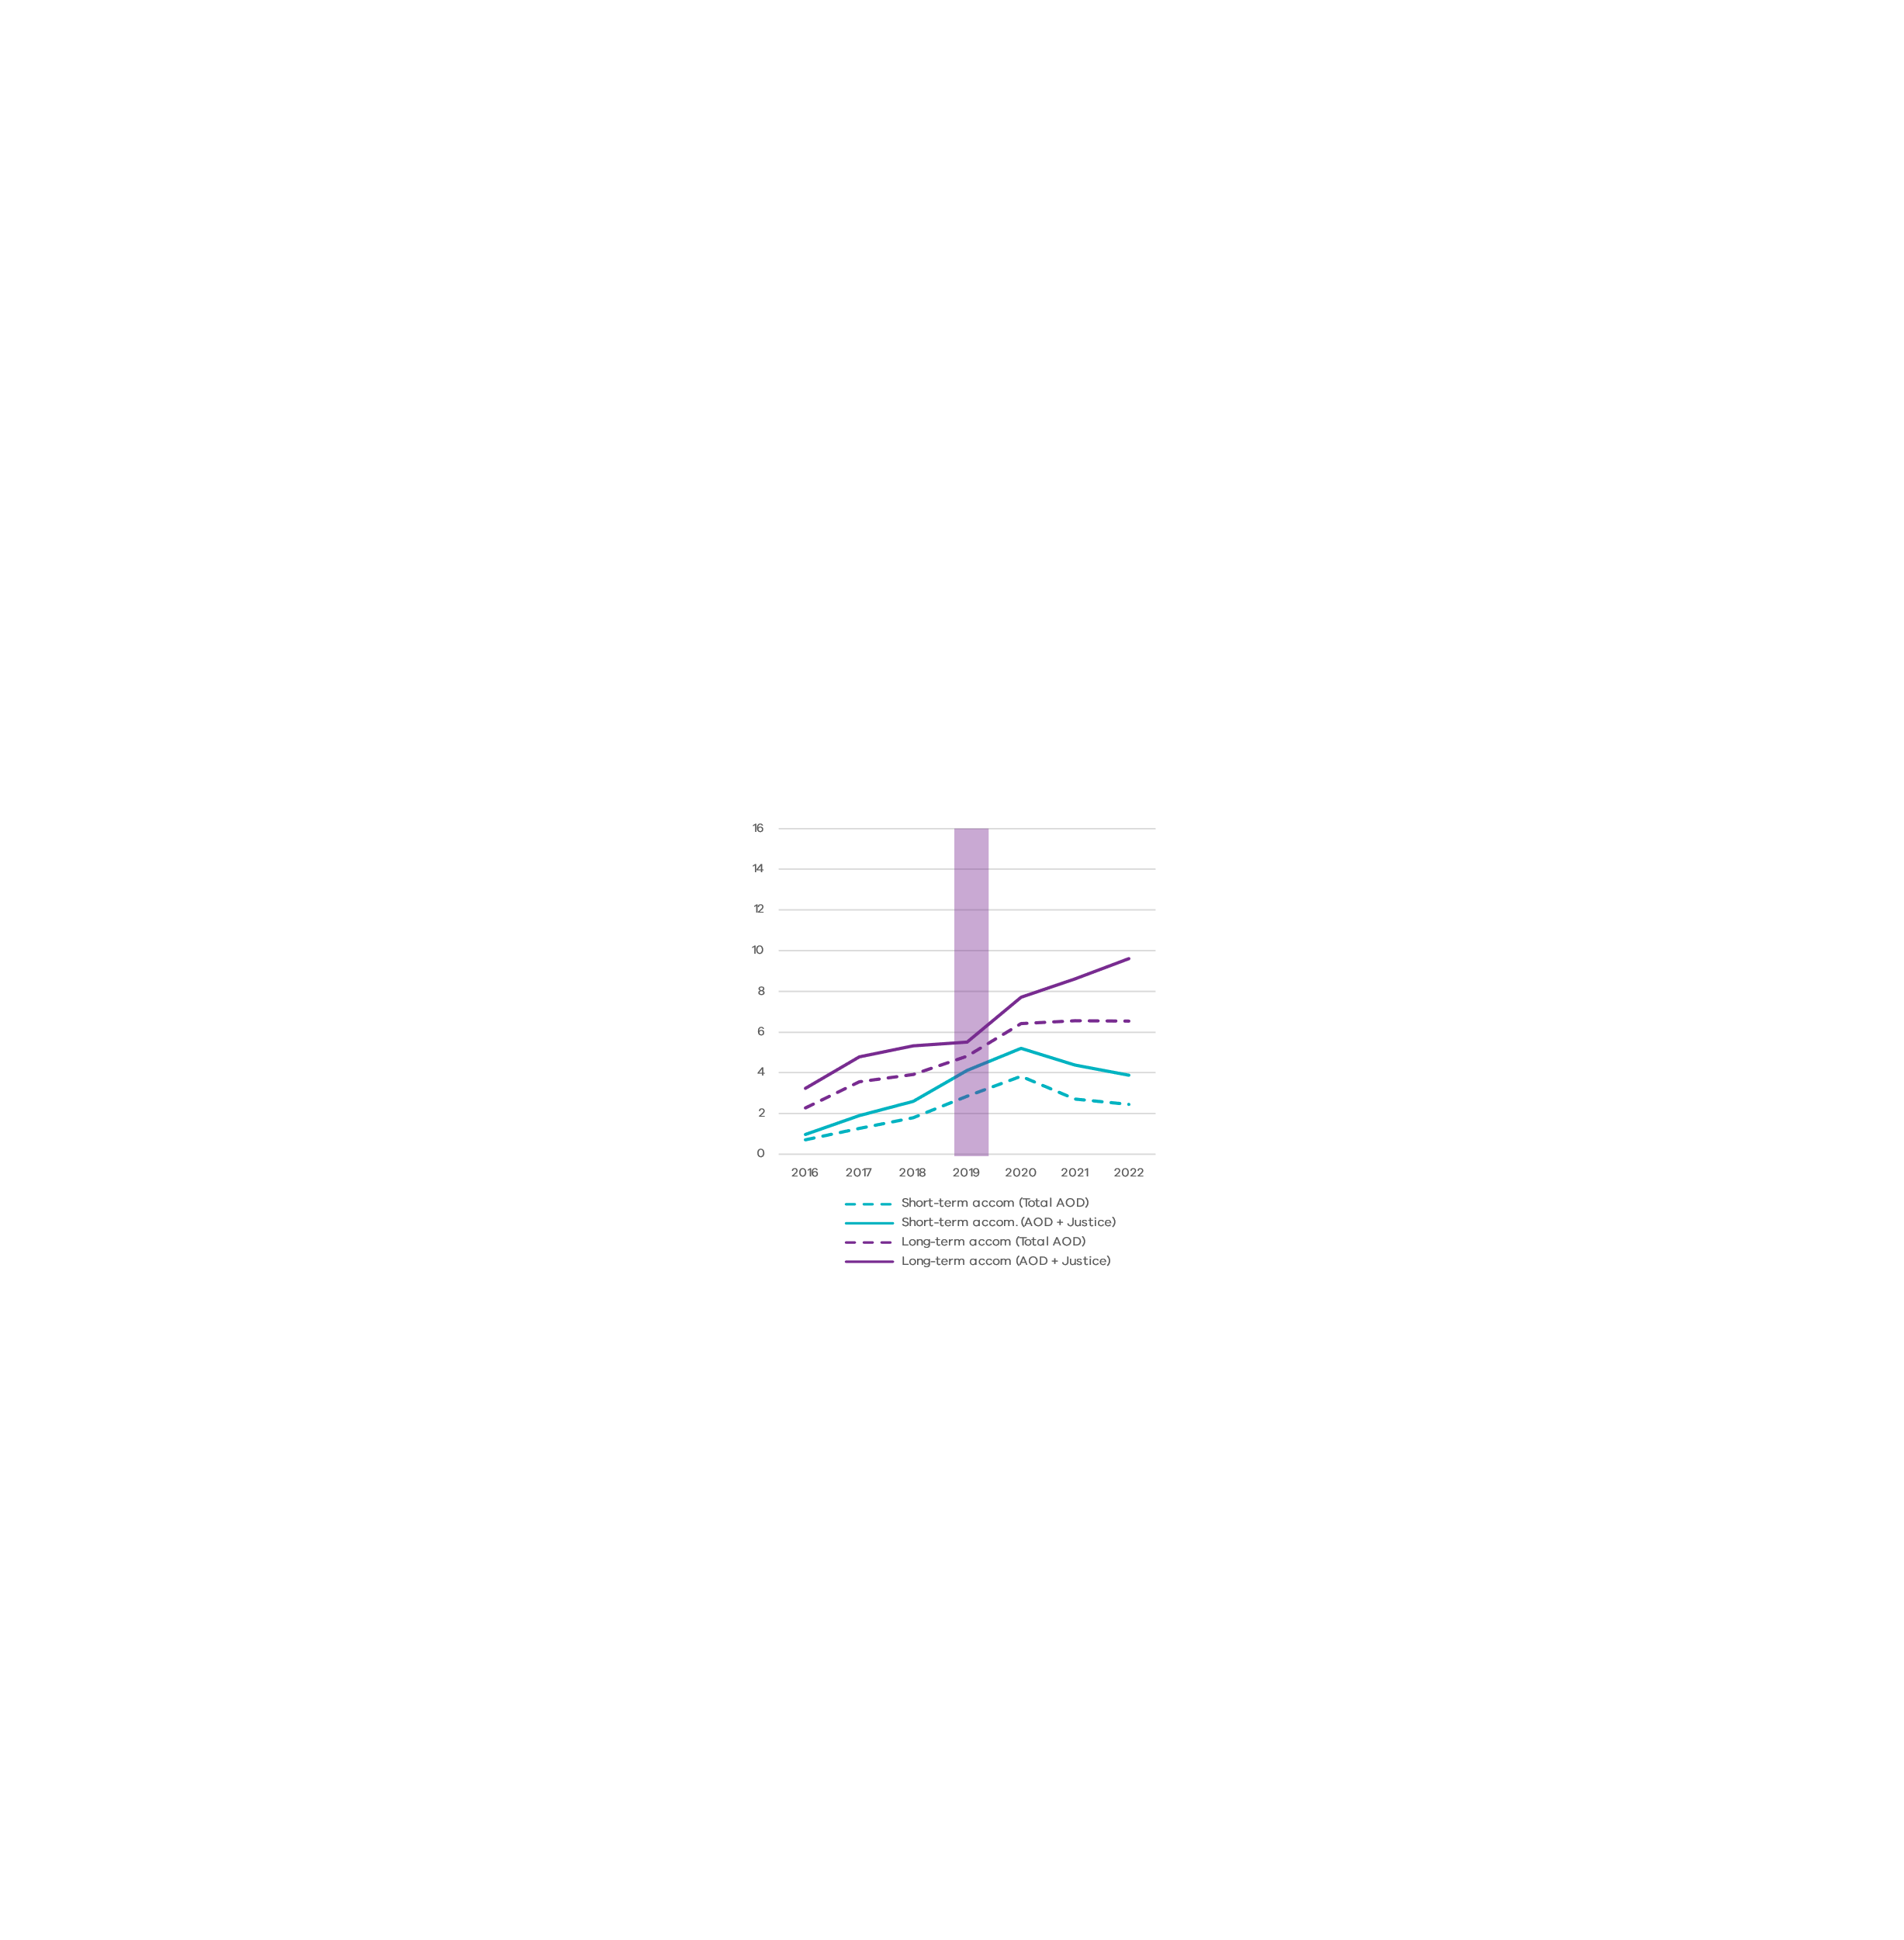 16
14
12
10
8
6
4
2
0
2016 2017 2018 2019 2020 2021 2022
Short-term accom (Total AOD)
Short-term accom. (AOD + Justice)
Long-term accom (Total AOD)
Long-term accom (AOD + Justice)